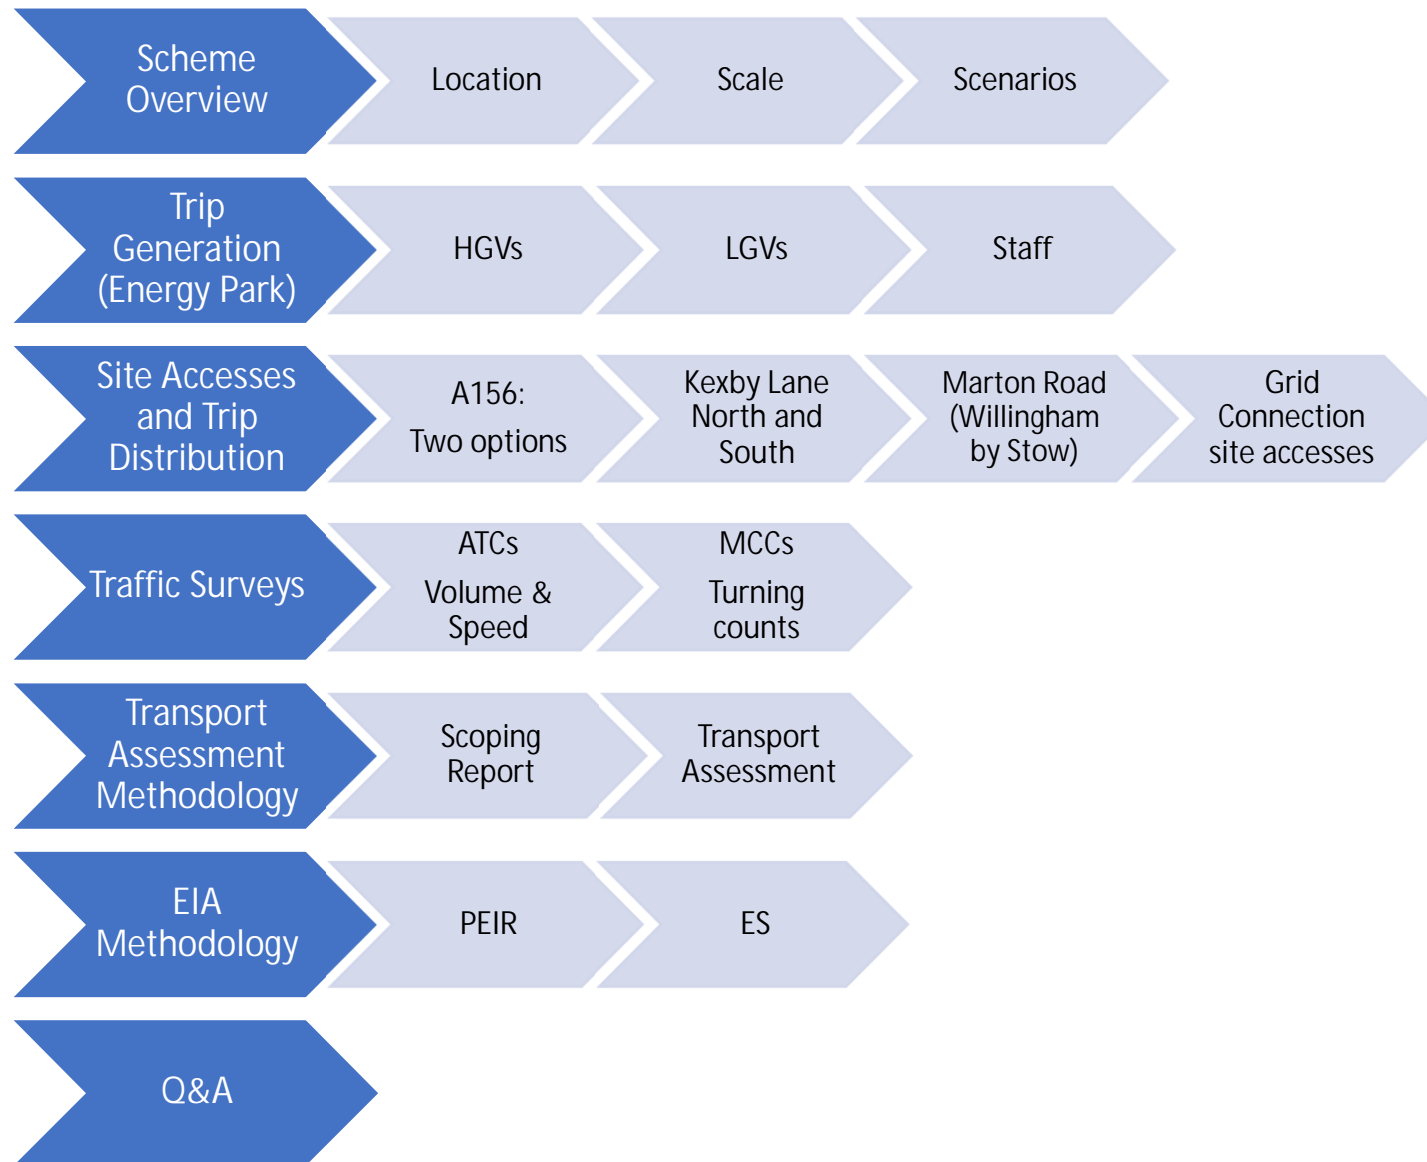 Scheme
Overview
Location
Scale
Scenarios
Trip
Generation
(Energy Park)
HGVs
LGVs
Staff
Site Accesses
and Trip
Distribution
A156:
Two options
Kexby Lane
North and
South
Marton Road
(Willingham
by Stow)
Grid
Connection
site accesses
Traffic Surveys
ATCs
Volume &
Speed
MCCs
Turning
counts
Transport
Assessment
Methodology
Scoping
Report
Transport
Assessment
EIA
Methodology
PEIR
ES
Q&A